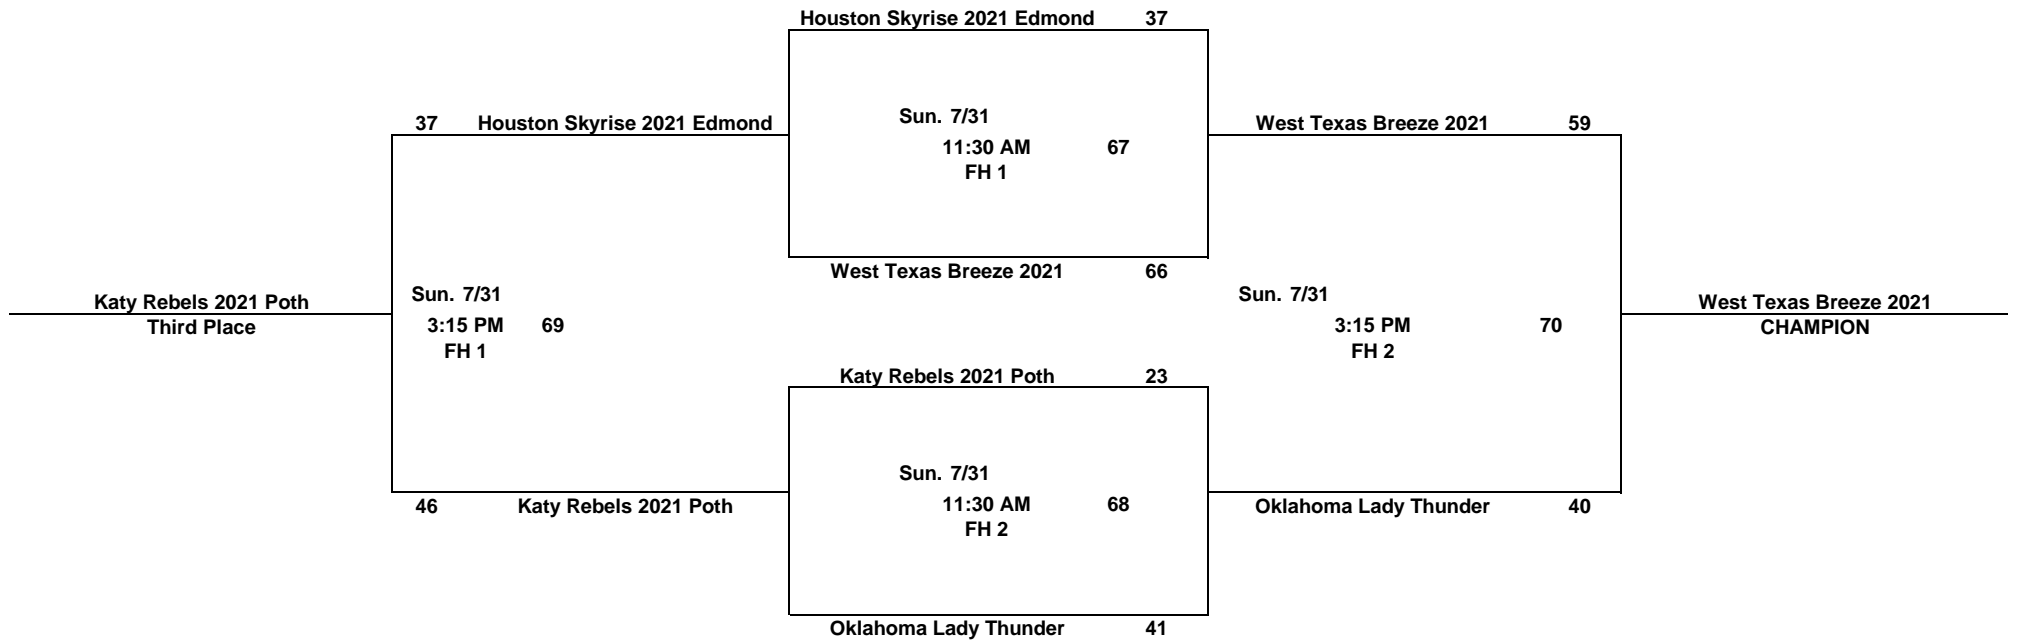 Houston Skyrise 2021 Edmond 37
Sun. 7/31
37 Houston Skyrise 2021 Edmond
West Texas Breeze 2021 59
11:30 AM 67
FH 1
West Texas Breeze 2021 66
Sun. 7/31
Sun. 7/31
Katy Rebels 2021 Poth
West Texas Breeze 2021
Third Place
3:15 PM 69
3:15 PM 70
CHAMPION
FH 1
FH 2
Katy Rebels 2021 Poth 23
Sun. 7/31
46 Katy Rebels 2021 Poth
11:30 AM 68
Oklahoma Lady Thunder 40
FH 2
Oklahoma Lady Thunder 41